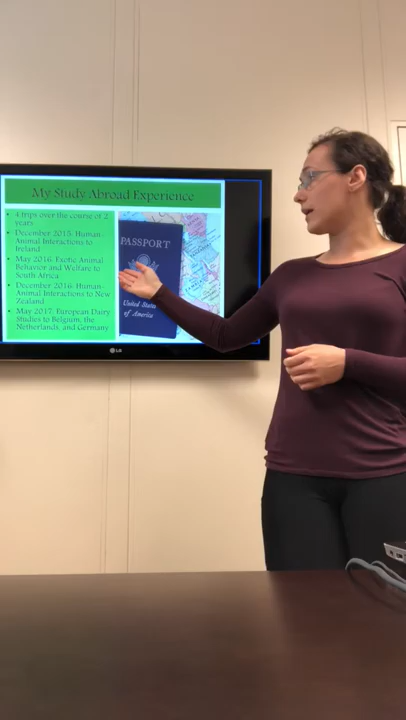 My Study Abroad Experience
• 4 trips over the course of 2
years
• December 2015: Human-
Animal Interactions to
Ireland
• May 2016: Exotic Animal
Behavior and Welfare to
South Africa
• December 2016: Human-
Animal Interactions to New
Zealand
• May 2017: European Dairy
Studies to Belgium, the
Netherlands, and Germany
PASSPORT
United States
of America
LG